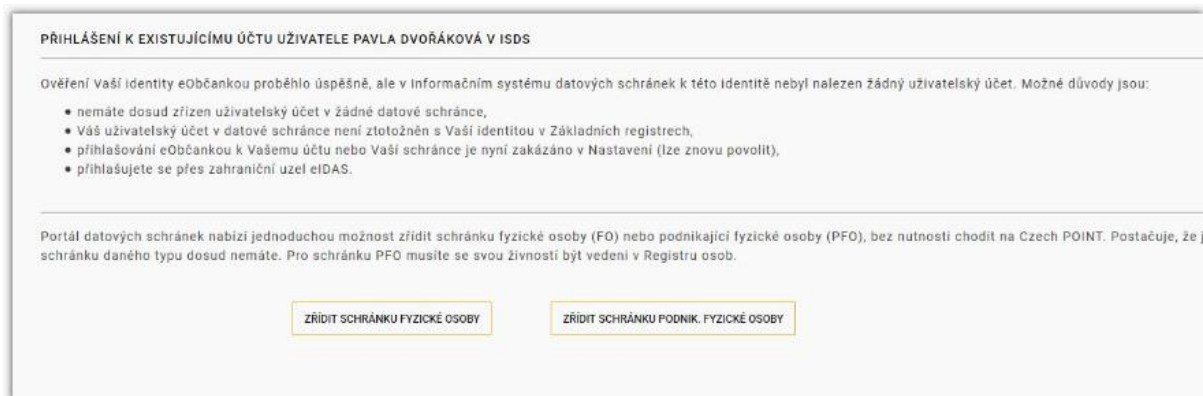 PŘIHLÁŠENÍ K EXISTUJÍCÍMU ÚČTU UŽIVATELE PAVLA DVOŘÁKOVÁ V ISDS
Ověření Vaší identity eObčankou proběhlo úspěšně, ale v Informačním systému datových schránek k této identitě nebyl nalezen žádný uživatelský účet. Možné důvody jsou:
• nemáte dosud zřízen uživatelský účet v žádné datové schránce,
• Váš uživatelský účet v datové schránce není ztotožněn s Vaší identitou v Základních registrech,
• přihlašování eObčankou k Vašemu účtu nebo Vaší schránce je nyní zakázáno v Nastavení (lze znovu povolit),
• přihlašujete se přes zahraniční uzel eIDAS.
Portál datových schránek nabízí jednoduchou možnost zřídit schránku fyzické osoby (FO) nebo podnikající fyzické osoby (PFO), bez nutnosti chodit na Czech POINT. Postačuje, že
schránku daného typu dosud nemáte. Pro schránku PFO musíte se svou živností být vedeni v Registru osob.
ZŘÍDIT SCHRÁNKU FYZICKÉ OSOBY
ZŘÍDIT SCHRÁNKU PODNIK. FYZICKÉ OSOBY